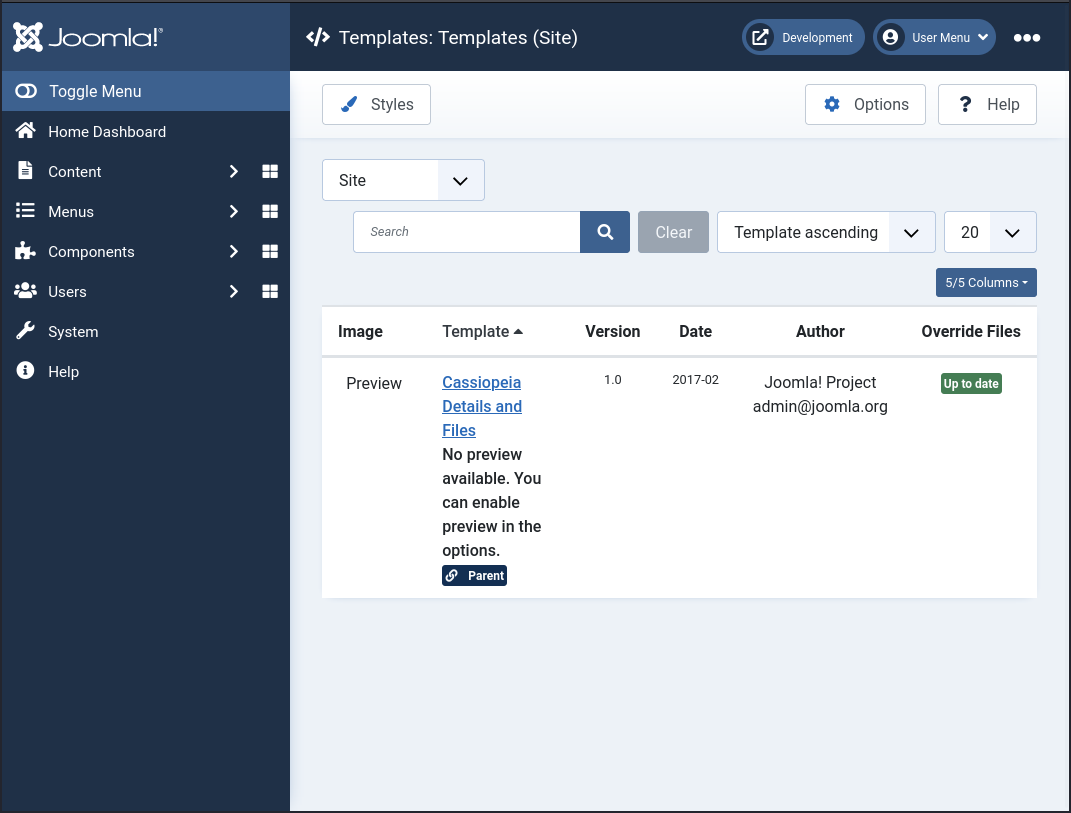 Joomla!®
Templates: Templates (Site)
Development
User Menu
Toggle Menu
Home Dashboard
Content
Menus
Components
Users
System
Help
Styles
Options
? Help
Site
Search
Clear
Template ascending
20
5/5 Columns
Image
Template
Version
Date
Author
Override Files
Preview
Cassiopeia
Details and
Files
No preview
available. You
can enable
preview in the
options.
Parent
1.0
2017-02
Joomla! Project
admin@joomla.org
Up to date